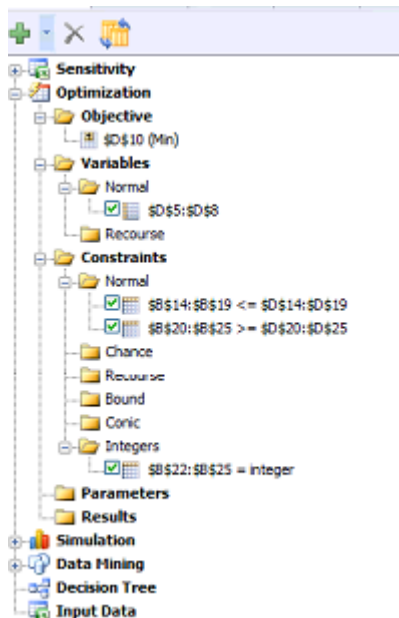 Sensitivity
Optimization
Objective
$D$10 (Min)
Variables
Normal
$D$5:$D$8
Recourse
Constraints
Normal
$B$14:$B$19 <= $D$14:$D$19
$B$20:$B$25 >= $D$20:$D$25
Chance
Recourse
Bound
Conic
Integers
$B$22:$B$25 = integer
Parameters
Results
Simulation
Data Mining
Decision Tree
Input Data